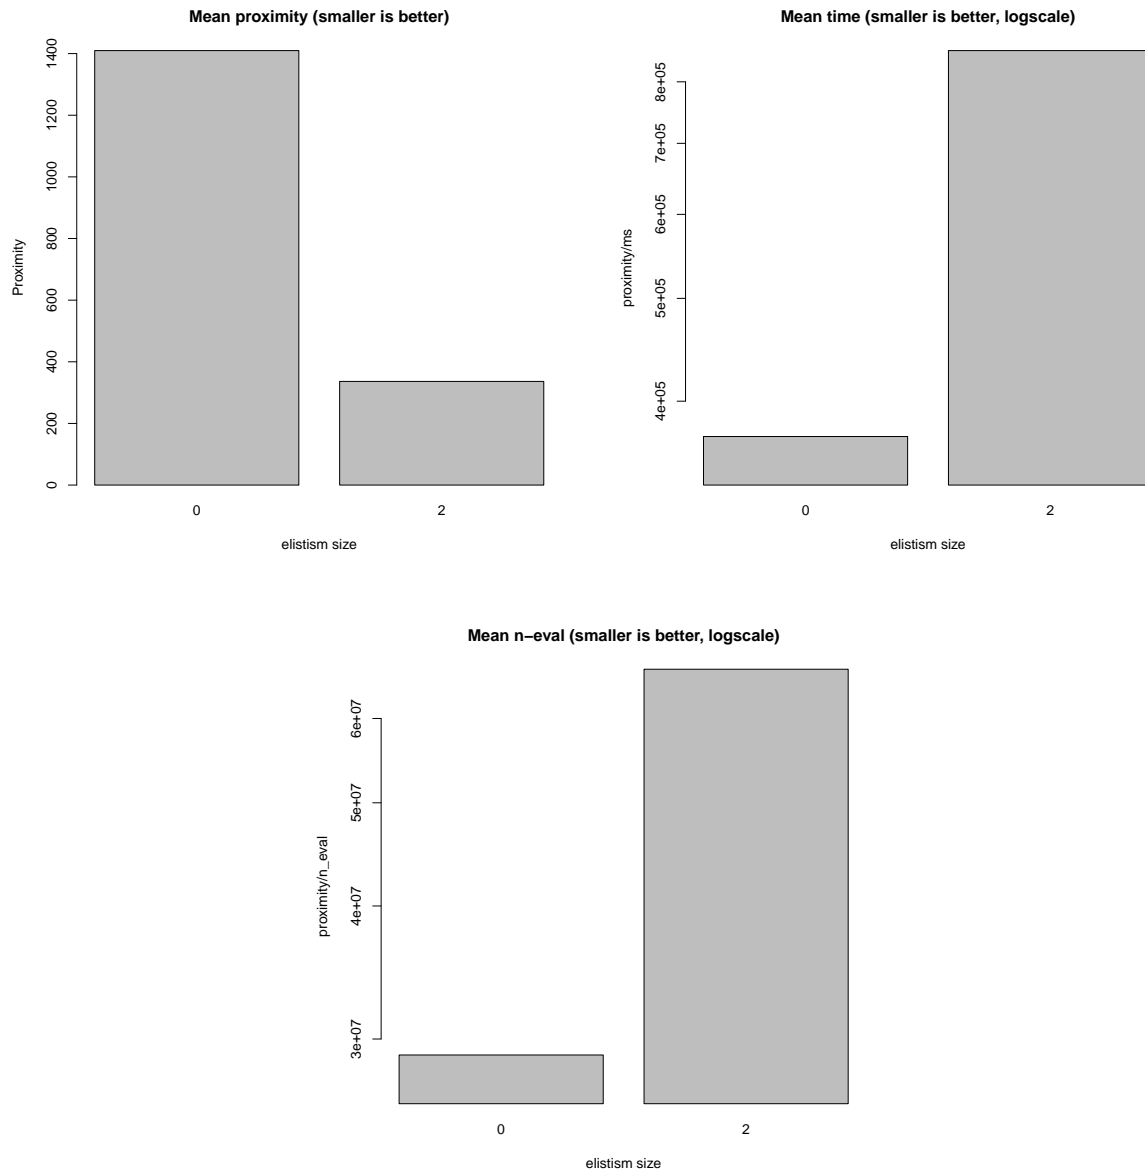 Mean proximity (smaller is better)
Proximity
1400
1200
1000
800
600
400
200
0
0
2
elistism size
Mean time (smaller is better, logscale)
proximity/ms
8e+05
7e+05
6e+05
5e+05
4e+05
0
2
elistism size
Mean n−eval (smaller is better, logscale)
proximity/n_eval
6e+07
5e+07
4e+07
3e+07
0
2
elistism size